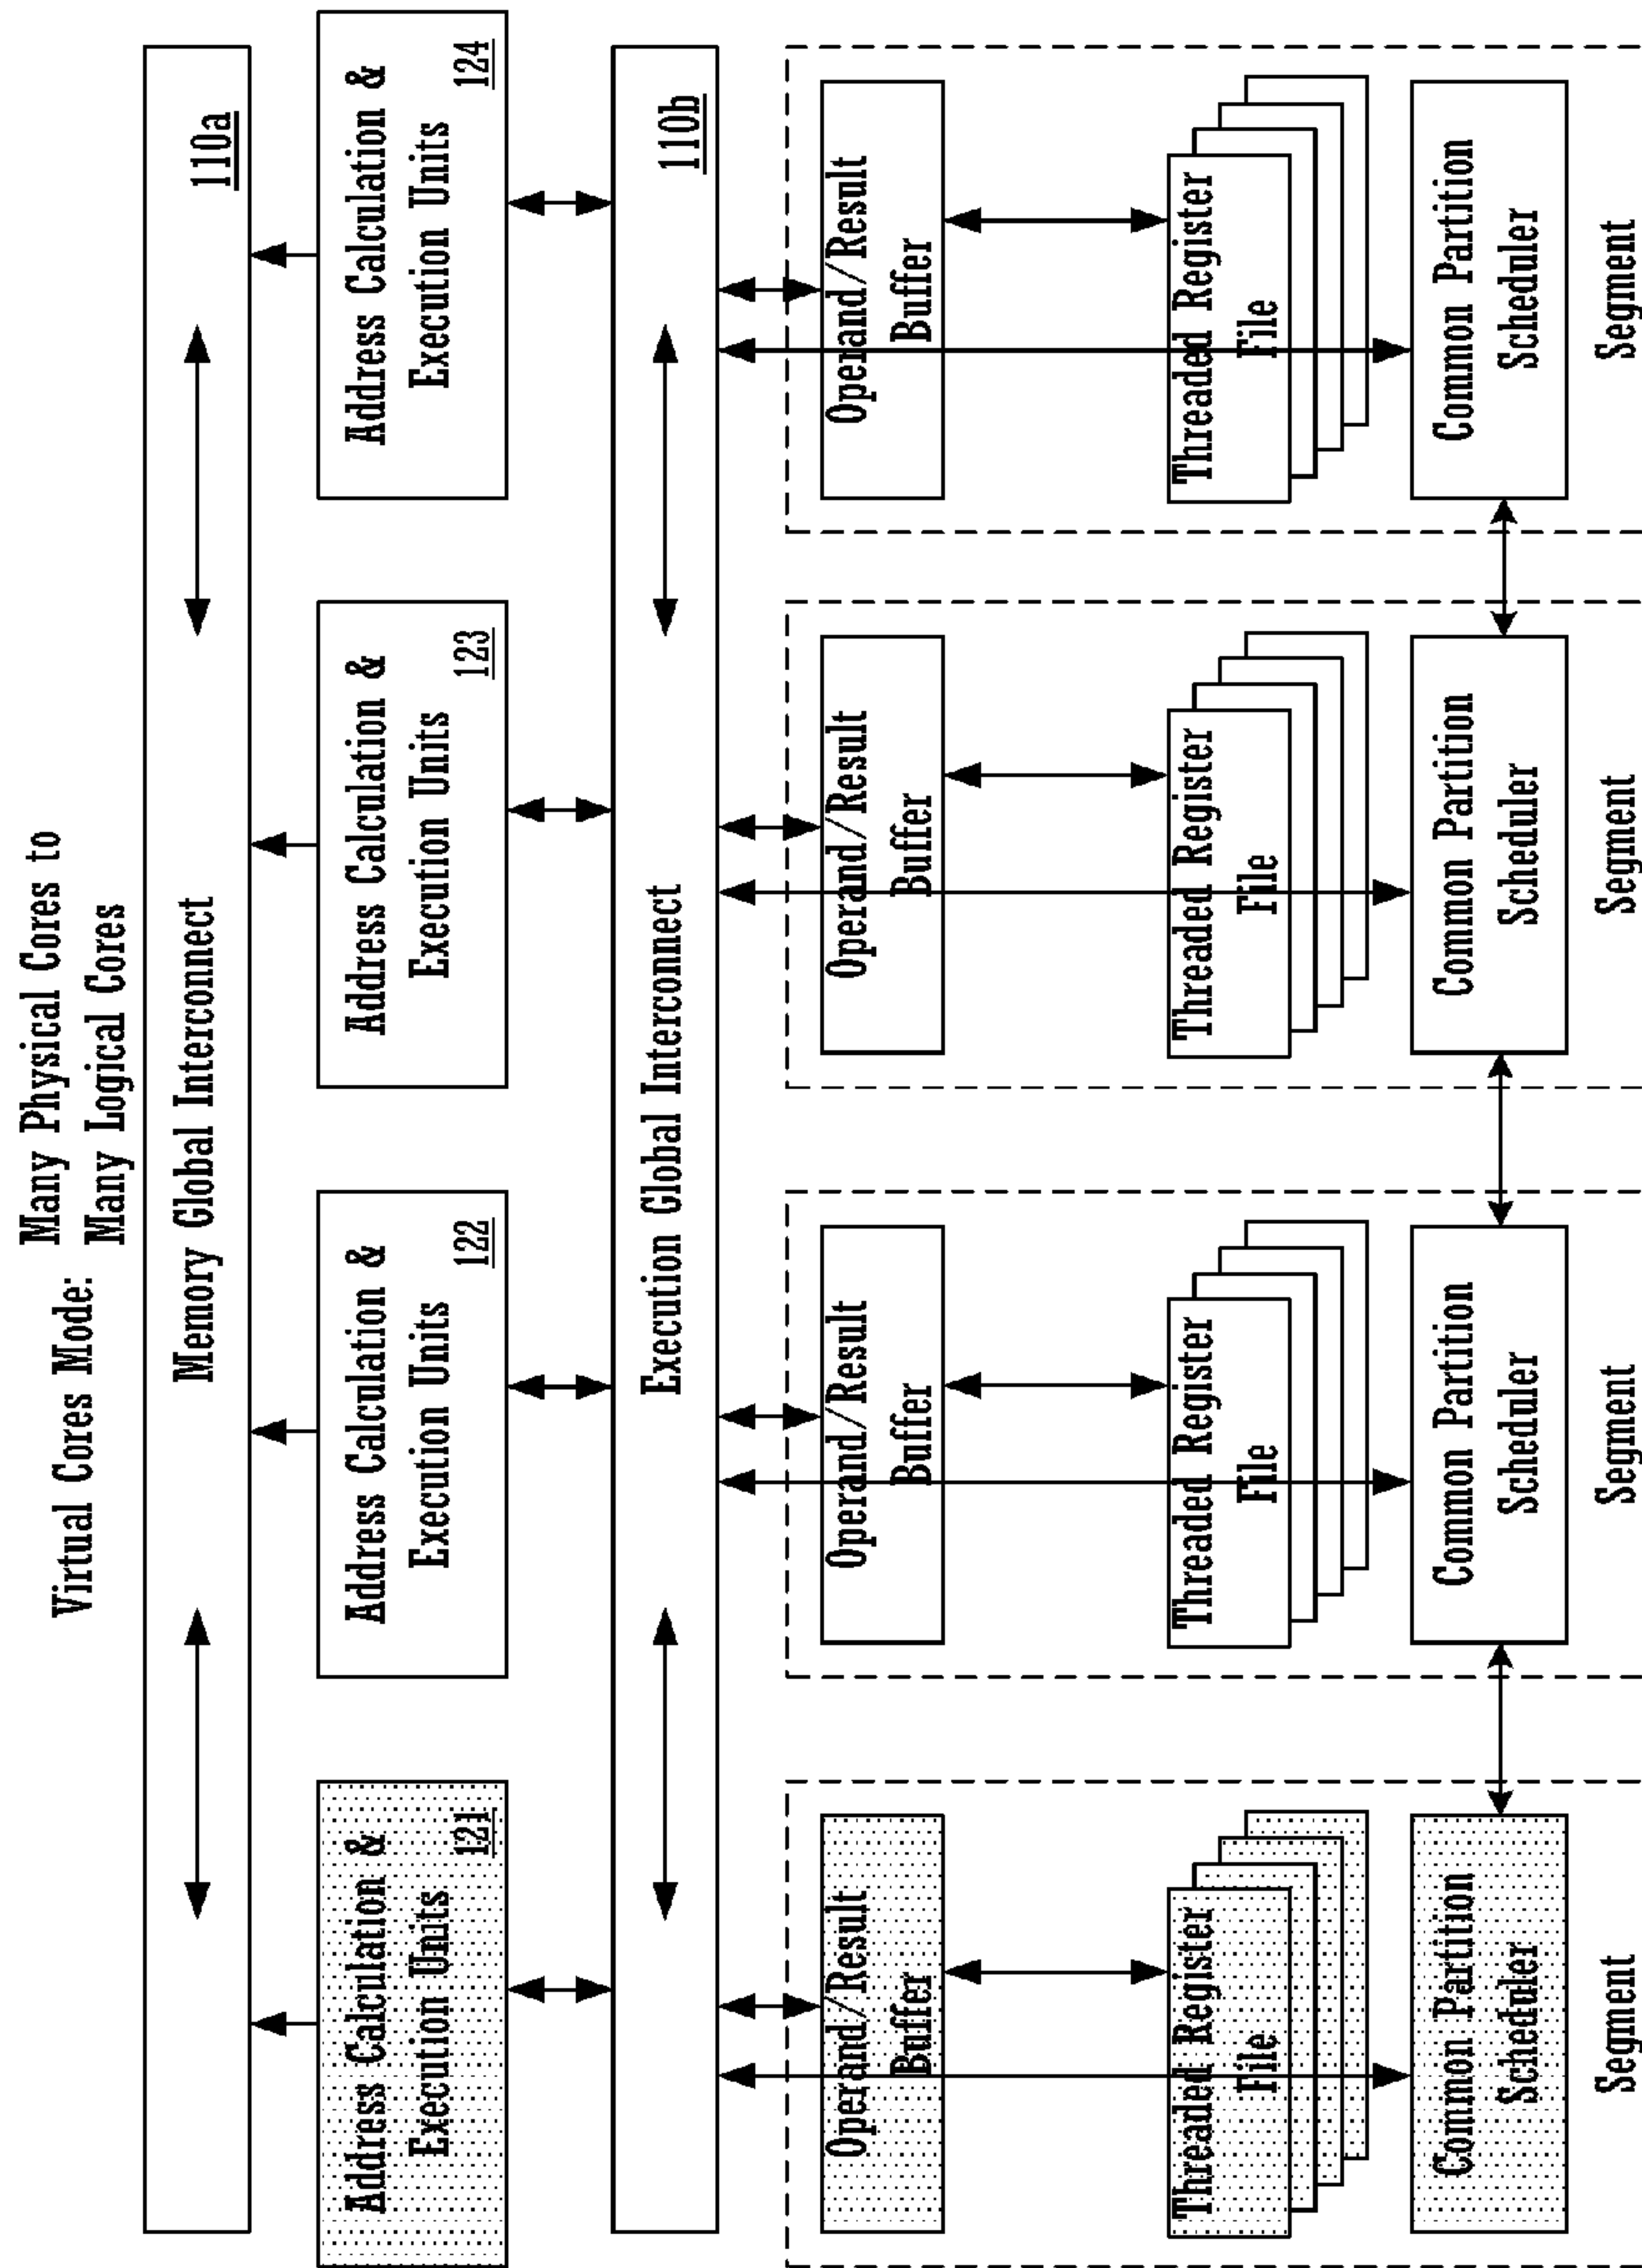 Virtual Cores Mode:
Many Physical Cores to
Many Logical Cores
Memory Global Interconnect
110a
Address Calculation &
Execution Units
121
Address Calculation &
Execution Units
122
Address Calculation &
Execution Units
123
Address Calculation &
Execution Units
124
Execution Global Interconnect
110b
Operand/Result
Buffer
Operand/Result
Buffer
Operand/Result
Buffer
Operand/Result
Buffer
Threaded Register
File
Threaded Register
File
Threaded Register
File
Threaded Register
File
Common Partition
Scheduler
Common Partition
Scheduler
Common Partition
Scheduler
Common Partition
Scheduler
Segment
Segment
Segment
Segment